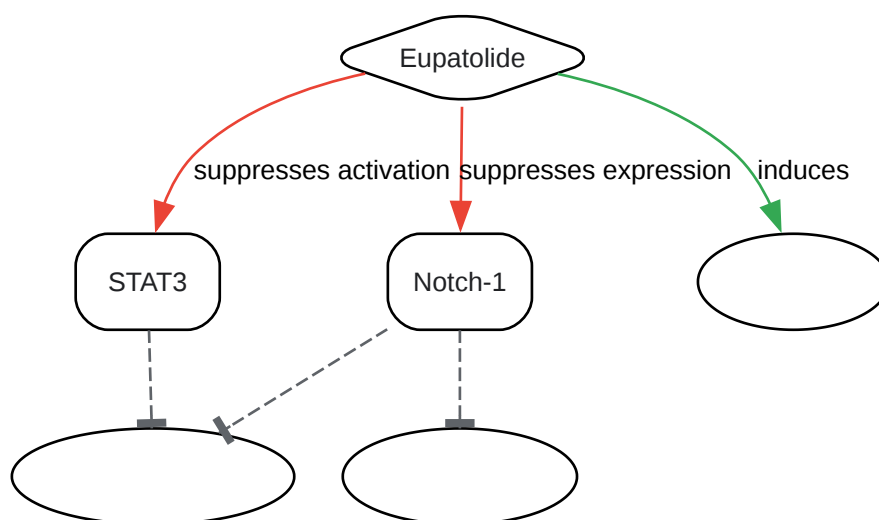 Eupatolide
suppresses activation
suppresses expression
induces
STAT3
Notch-1